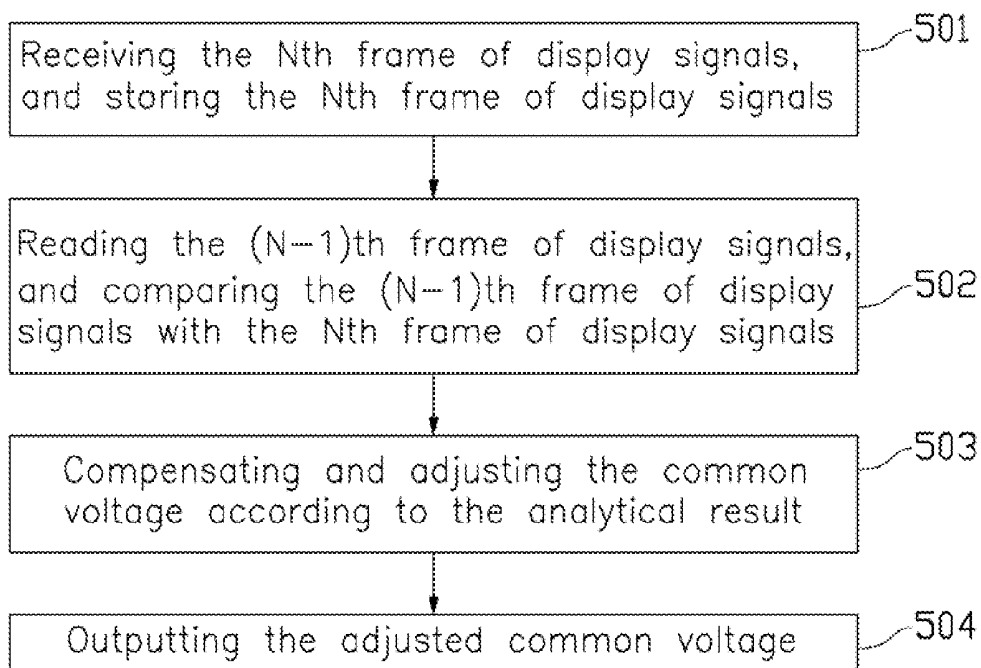 501
Receiving the Nth frame of display signals,
and storing the Nth frame of display signals
Reading the (N-1)th frame of display signals,
and comparing the (N-1)th frame of display
signals with the Nth frame of display signals
502
Compensating and adjusting the common
voltage according to the analytical result
503
Outputting the adjusted common voltage
504